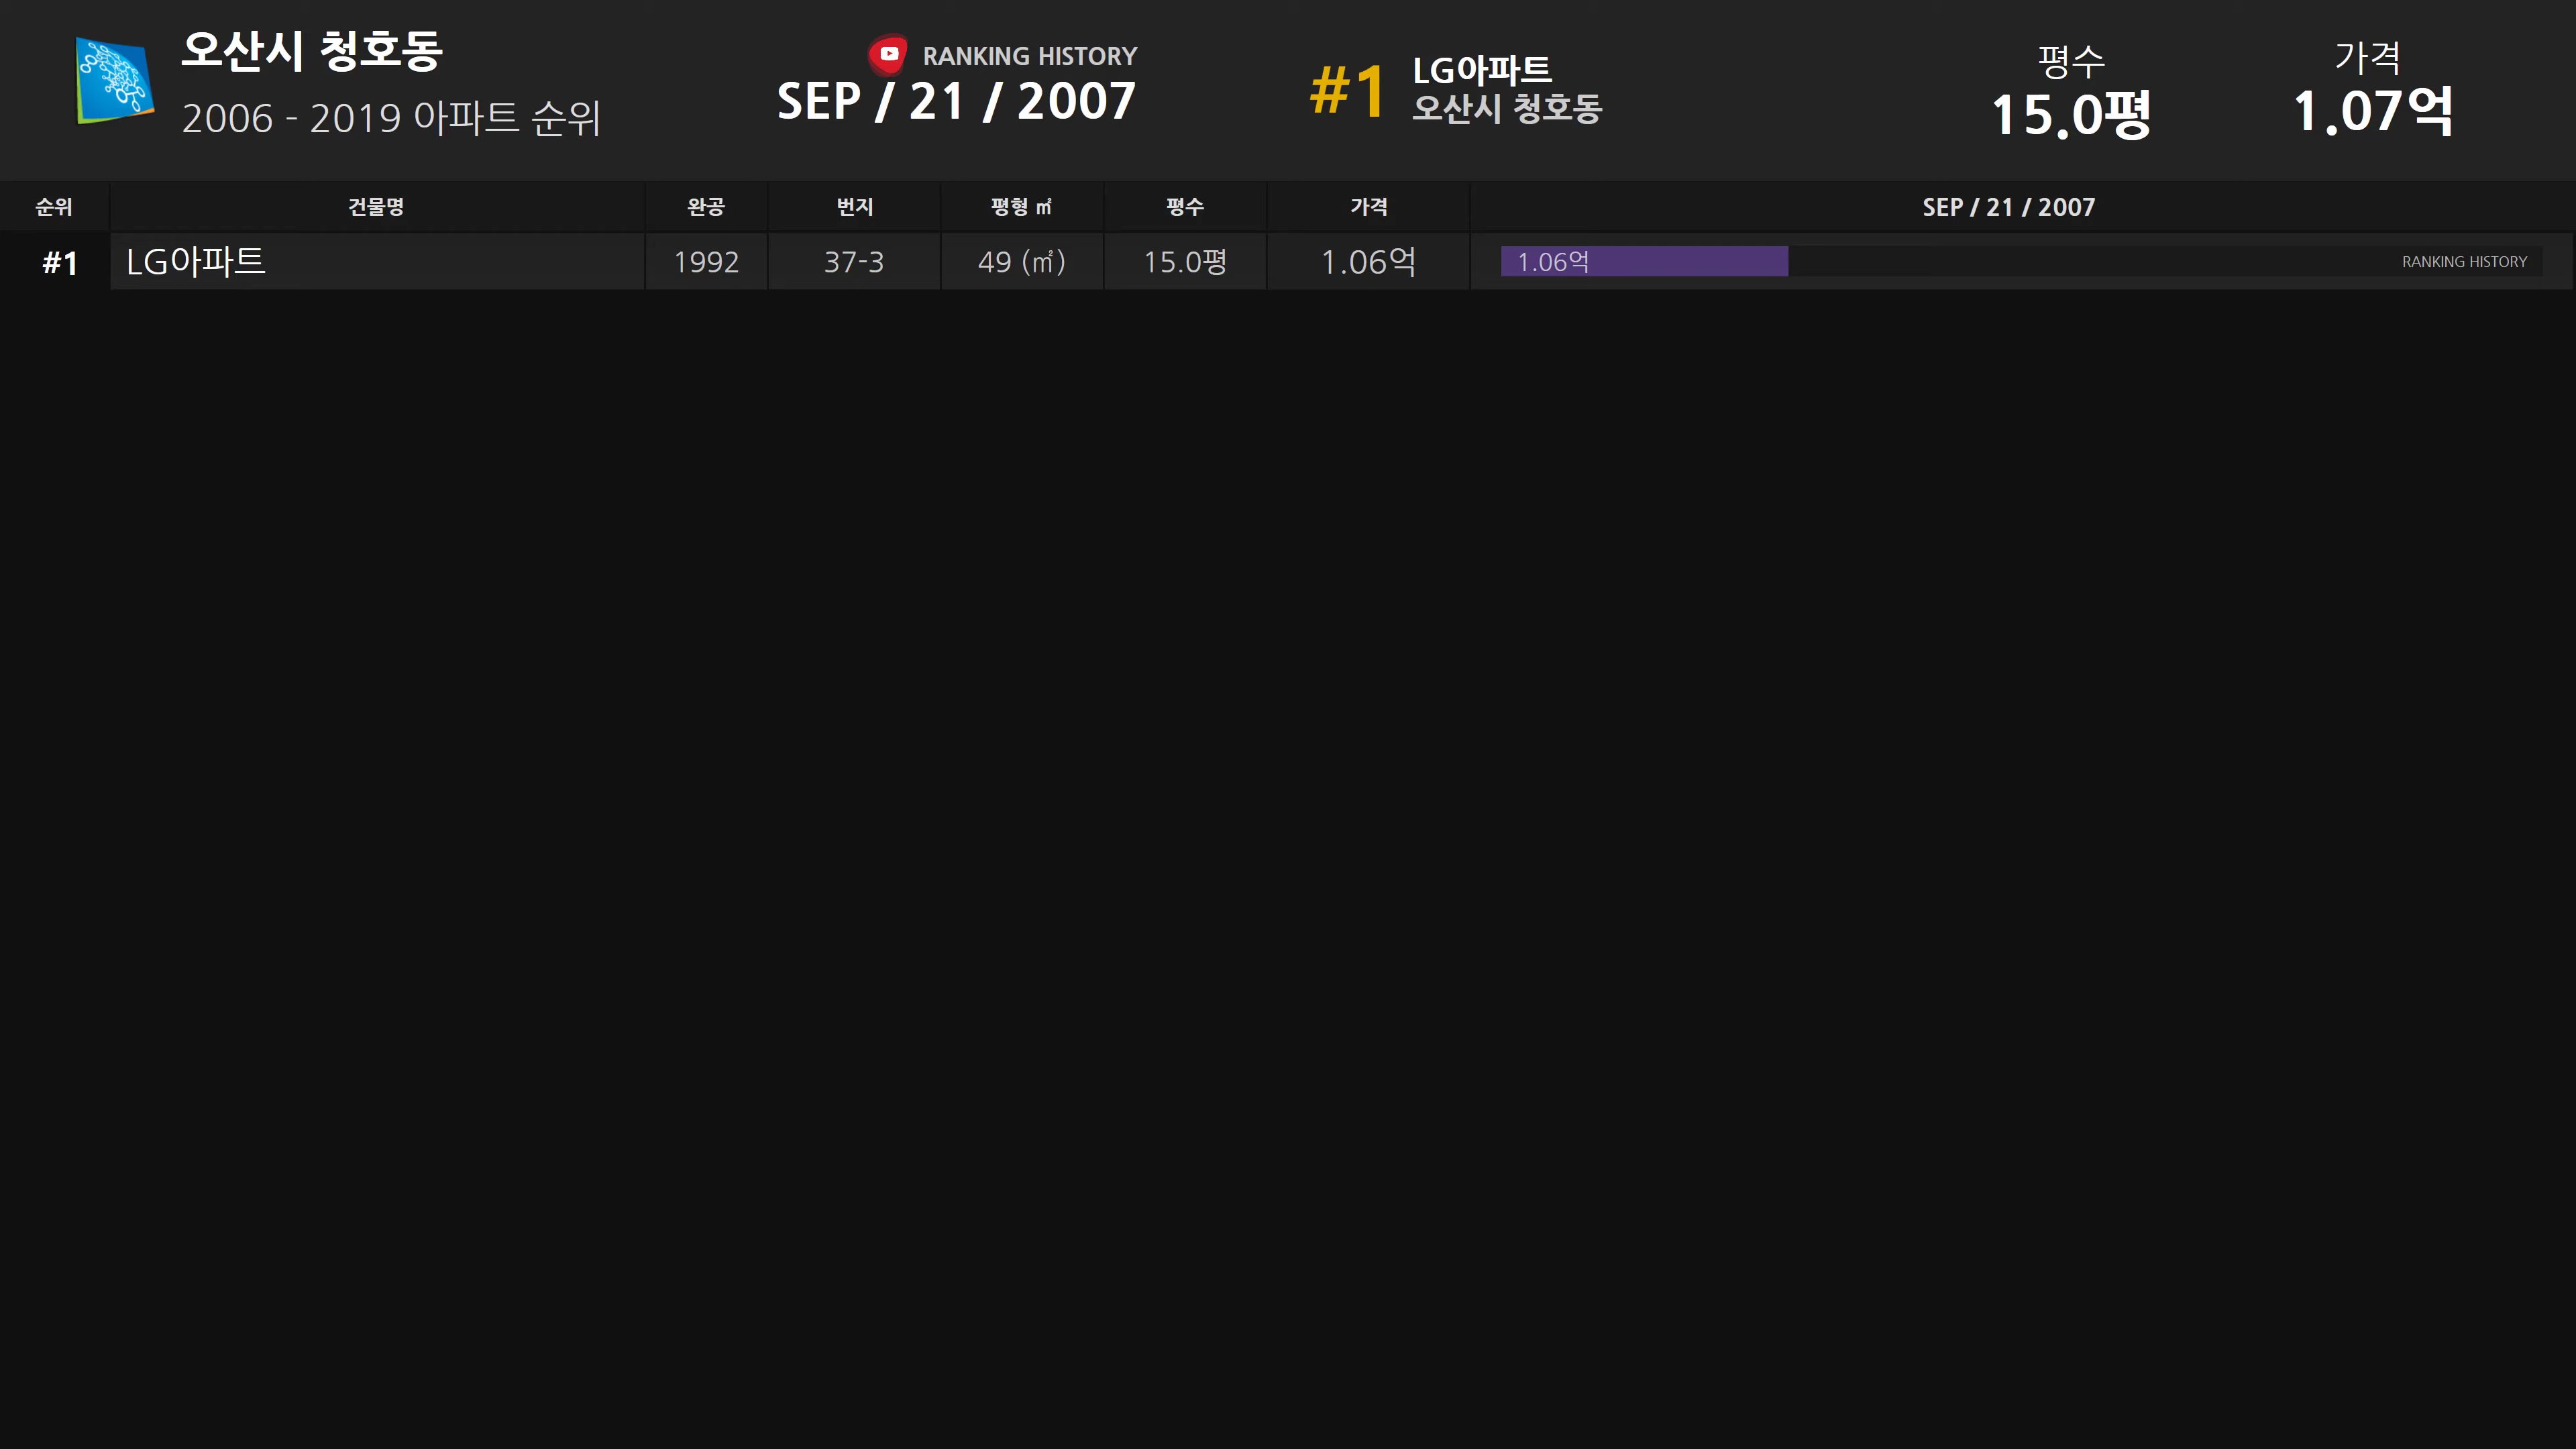 오산시 청호동
2006 - 2019 아파트 순위
RANKING HISTORY
SEP / 21 / 2007
#1
LG아파트
오산시 청호동
평수
15.0평
가격
1.07억
순위 건물명 완공 번지 평형 ㎡ 평수 가격 SEP / 21 / 2007
#1 LG아파트 1992 37-3 49 (㎡) 15.0평 1.06억 1.06억 RANKING HISTORY